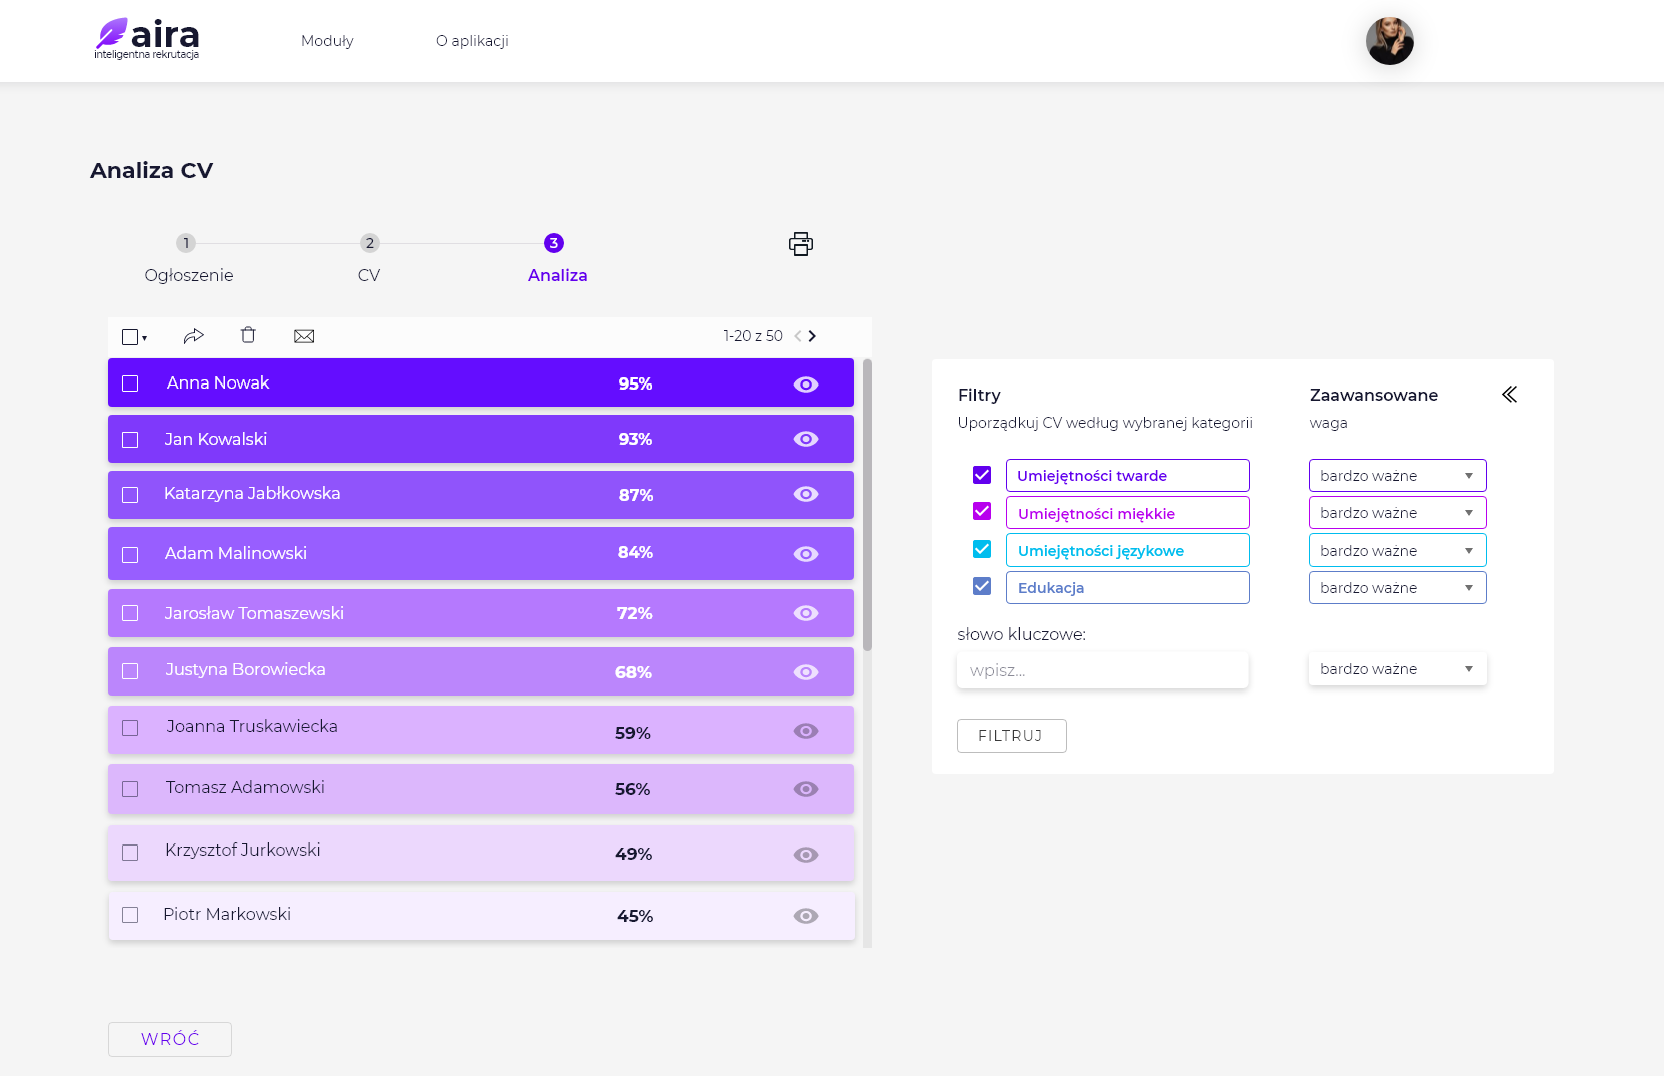 aira
inteligentna rekrutacja
Moduły
O aplikacji
Analiza CV
1
2
3
Ogłoszenie
CV
Analiza
1-20 z 50
Anna Nowak
95%
Jan Kowalski
93%
Katarzyna Jabłkowska
87%
Adam Malinowski
84%
Jarosław Tomaszewski
72%
Justyna Borowiecka
68%
Joanna Truskawiecka
59%
Tomasz Adamowski
56%
Krzysztof Jurkowski
49%
Piotr Markowski
45%
Filtry
Zaawansowane
Uporządkuj CV według wybranej kategorii
waga
Umiejętności twarde
bardzo ważne
Umiejętności miękkie
bardzo ważne
Umiejętności językowe
bardzo ważne
Edukacja
bardzo ważne
słowo kluczowe:
wpisz...
bardzo ważne
FILTRUJ
WRÓĆ